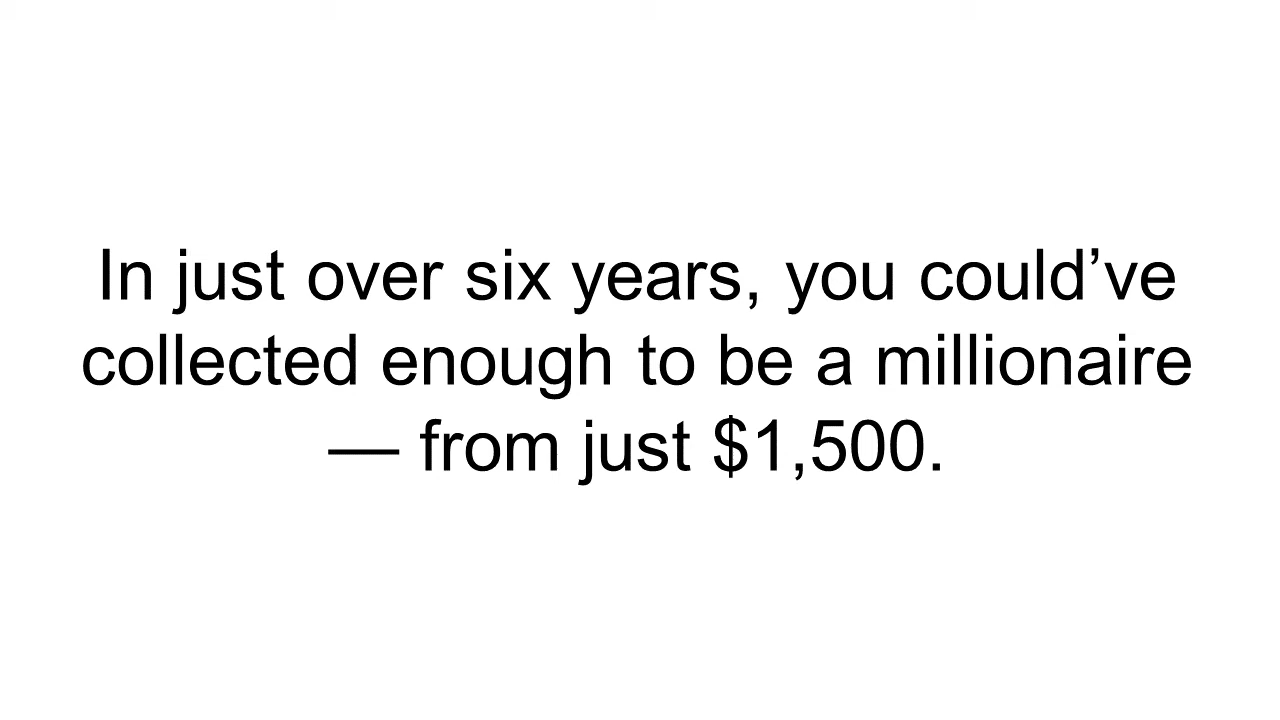 In just over six years, you could’ve
collected enough to be a millionaire
— from just $1,500.